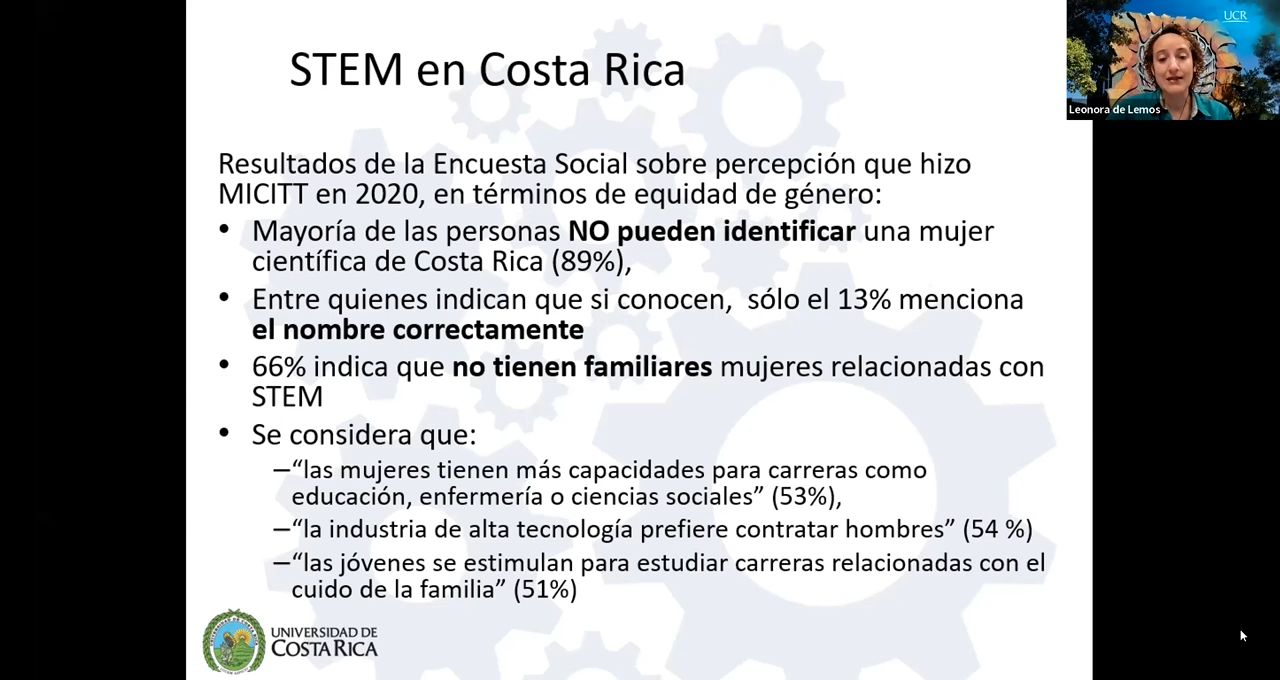 STEM en Costa Rica
UCR
Leonora de Lemos
Resultados de la Encuesta Social sobre percepción que hizo
MICITT en 2020, en términos de equidad de género:
• Mayoría de las personas NO pueden identificar una mujer
científica de Costa Rica (89%),
• Entre quienes indican que si conocen, sólo el 13% menciona
el nombre correctamente
• 66% indica que no tienen familiares mujeres relacionadas con
STEM
• Se considera que:
–“las mujeres tienen más capacidades para carreras como
educación, enfermería o ciencias sociales” (53%),
–“la industria de alta tecnología prefiere contratar hombres” (54 %)
–“las jóvenes se estimulan para estudiar carreras relacionadas con el
cuido de la familia” (51%)
UNIVERSIDAD DE
COSTA RICA